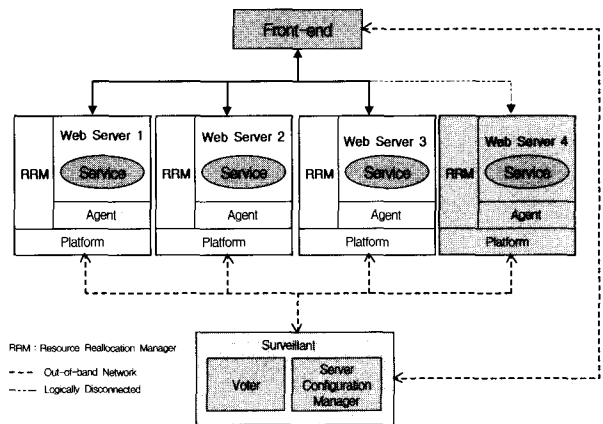 Front-end
Web Server 1
RRM
Service
Agent
Platform
Web Server 2
RRM
Service
Agent
Platform
Web Server 3
RRM
Service
Agent
Platform
Web Server 4
RRM
Service
Agent
Platform
Surveillant
Voter
Server
Configuration
Manager
RRM : Resource Reallocation Manager
Out-of-band Network
Logically Disconnected